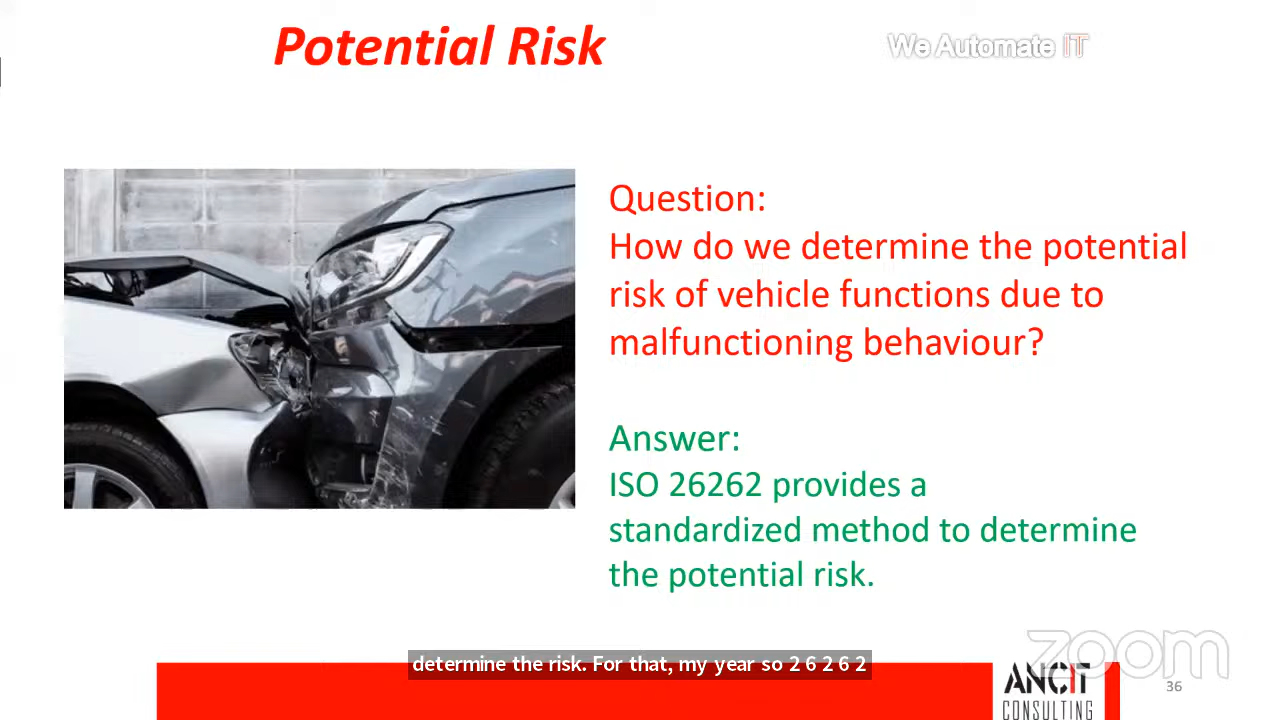 Potential Risk
We Automate IT
Question:
How do we determine the potential
risk of vehicle functions due to
malfunctioning behaviour?
Answer:
ISO 26262 provides a
standardized method to determine
the potential risk.
determine the risk. For that, my year so 2 6 2 6 2
zoom
ANCIT
CONSULTING
36